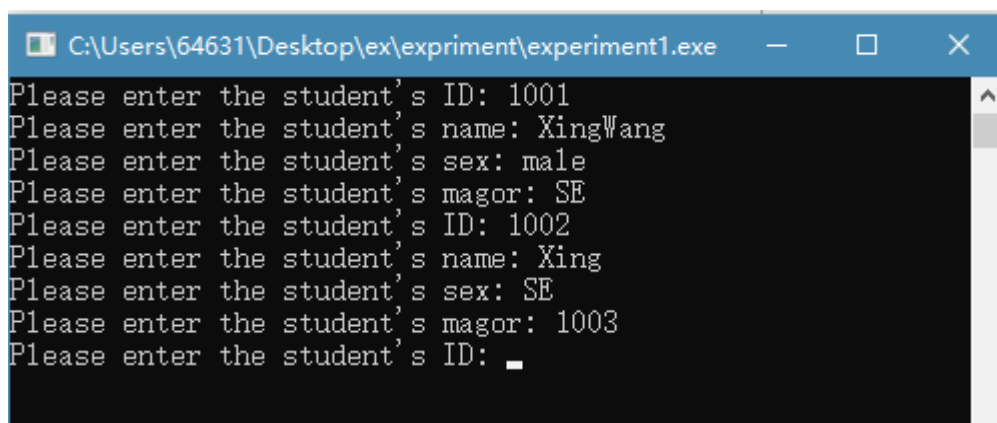 C:\Users\64631\Desktop\ex\expriment\experiment1.exe
Please enter the student's ID: 1001
Please enter the student's name: XingWang
Please enter the student's sex: male
Please enter the student's magor: SE
Please enter the student's ID: 1002
Please enter the student's name: Xing
Please enter the student's sex: SE
Please enter the student's magor: 1003
Please enter the student's ID: